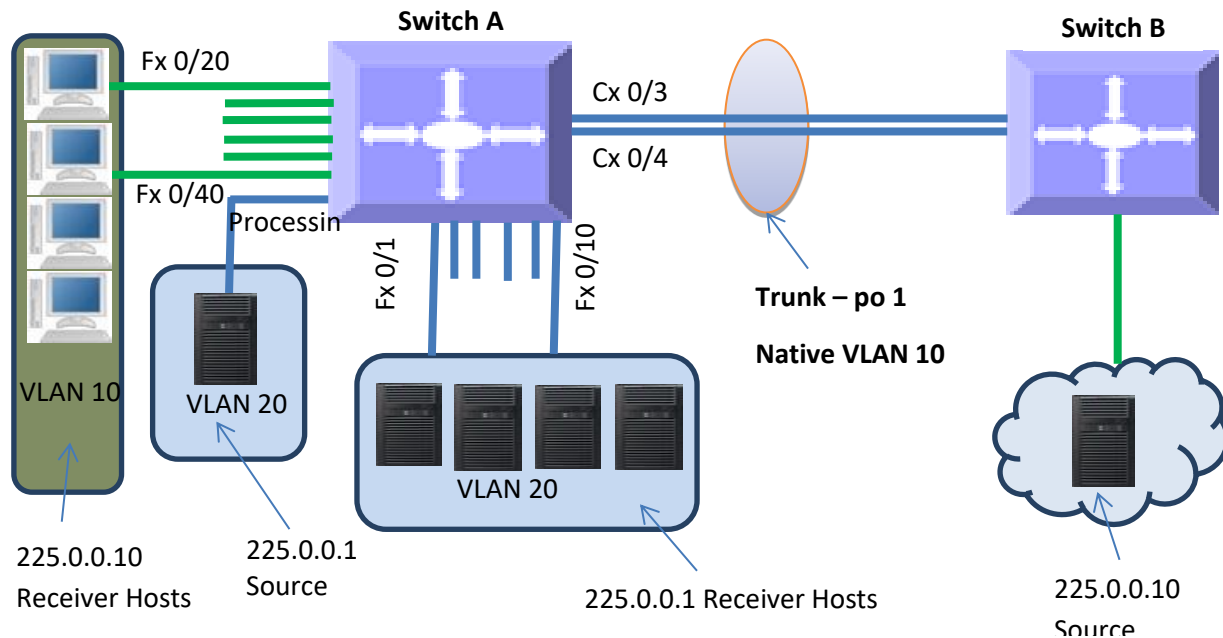 Switch A
Switch B
Fx 0/20
Cx 0/3
Cx 0/4
Fx 0/40
Processin
Fx 0/1
Fx 0/10
Trunk – po 1
Native VLAN 10
VLAN 10
VLAN 20
VLAN 20
225.0.0.10
Receiver Hosts
225.0.0.1
Source
225.0.0.1 Receiver Hosts
225.0.0.10
Source